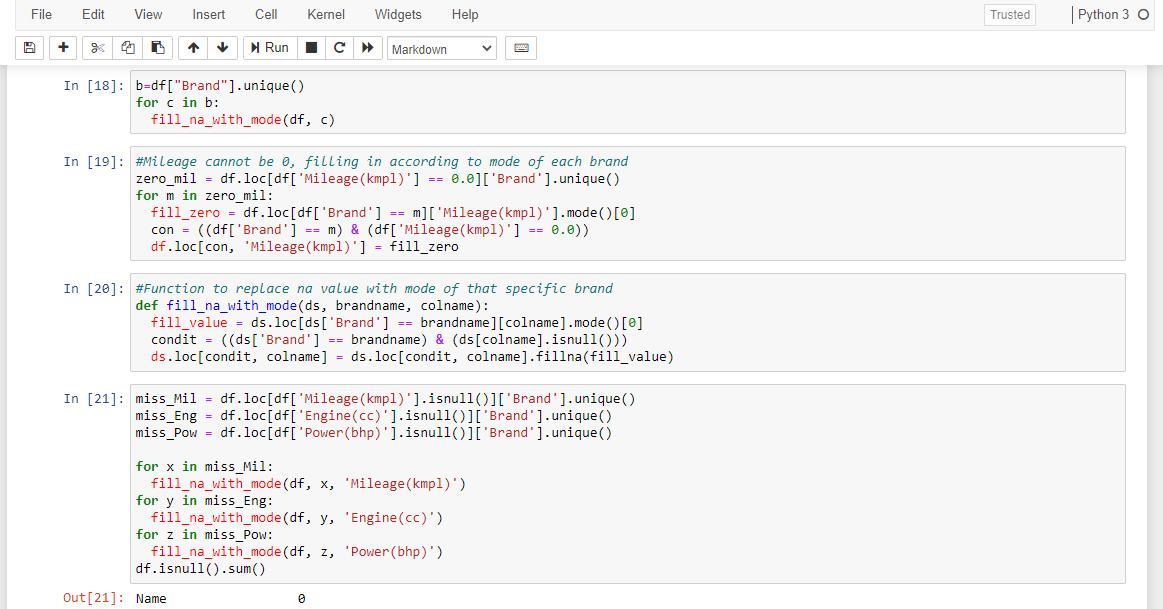 File Edit View Insert Cell Kernel Widgets Help Trusted Python 3
Run Markdown
In [18]: b=df["Brand"].unique()
for c in b:
  fill_na_with_mode(df, c)
In [19]: #Mileage cannot be 0, filling in according to mode of each brand
zero_mil = df.loc[df['Mileage(kmpl)'] == 0.0]['Brand'].unique()
for m in zero_mil:
  fill_zero = df.loc[df['Brand'] == m]['Mileage(kmpl)'].mode()[0]
  con = ((df['Brand'] == m) & (df['Mileage(kmpl)'] == 0.0))
  df.loc[con, 'Mileage(kmpl)'] = fill_zero
In [20]: #Function to replace na value with mode of that specific brand
def fill_na_with_mode(ds, brandname, colname):
  fill_value = ds.loc[ds['Brand'] == brandname][colname].mode()[0]
  condit = ((ds['Brand'] == brandname) & (ds[colname].isnull()))
  ds.loc[condit, colname] = ds.loc[condit, colname].fillna(fill_value)
In [21]: miss_Mil = df.loc[df['Mileage(kmpl)'].isnull()]['Brand'].unique()
miss_Eng = df.loc[df['Engine(cc)'].isnull()]['Brand'].unique()
miss_Pow = df.loc[df['Power(bhp)'].isnull()]['Brand'].unique()
for x in miss_Mil:
  fill_na_with_mode(df, x, 'Mileage(kmpl)')
for y in miss_Eng:
  fill_na_with_mode(df, y, 'Engine(cc)')
for z in miss_Pow:
  fill_na_with_mode(df, z, 'Power(bhp)')
df.isnull().sum()
Out[21]: Name 0